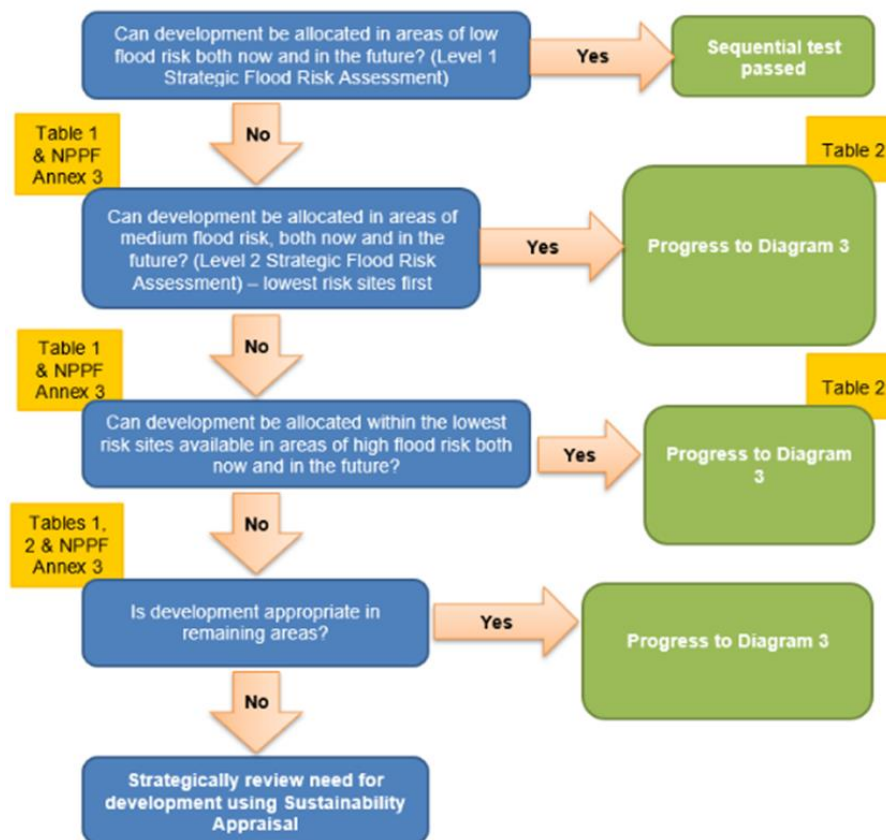 Can development be allocated in areas of low
flood risk both now and in the future? (Level 1
Strategic Flood Risk Assessment)
Yes
Sequential test
passed
No
Table 1
& NPPF
Annex 3
Table 2
Can development be allocated in areas of
medium flood risk, both now and in the
future? (Level 2 Strategic Flood Risk
Assessment) – lowest risk sites first
Yes
Progress to Diagram 3
No
Table 1
& NPPF
Annex 3
Table 2
Can development be allocated within the lowest
risk sites available in areas of high flood risk both
now and in the future?
Yes
Progress to Diagram
3
No
Tables 1,
2 & NPPF
Annex 3
Is development appropriate in
remaining areas?
Yes
Progress to Diagram 3
No
Strategically review need for
development using Sustainability
Appraisal